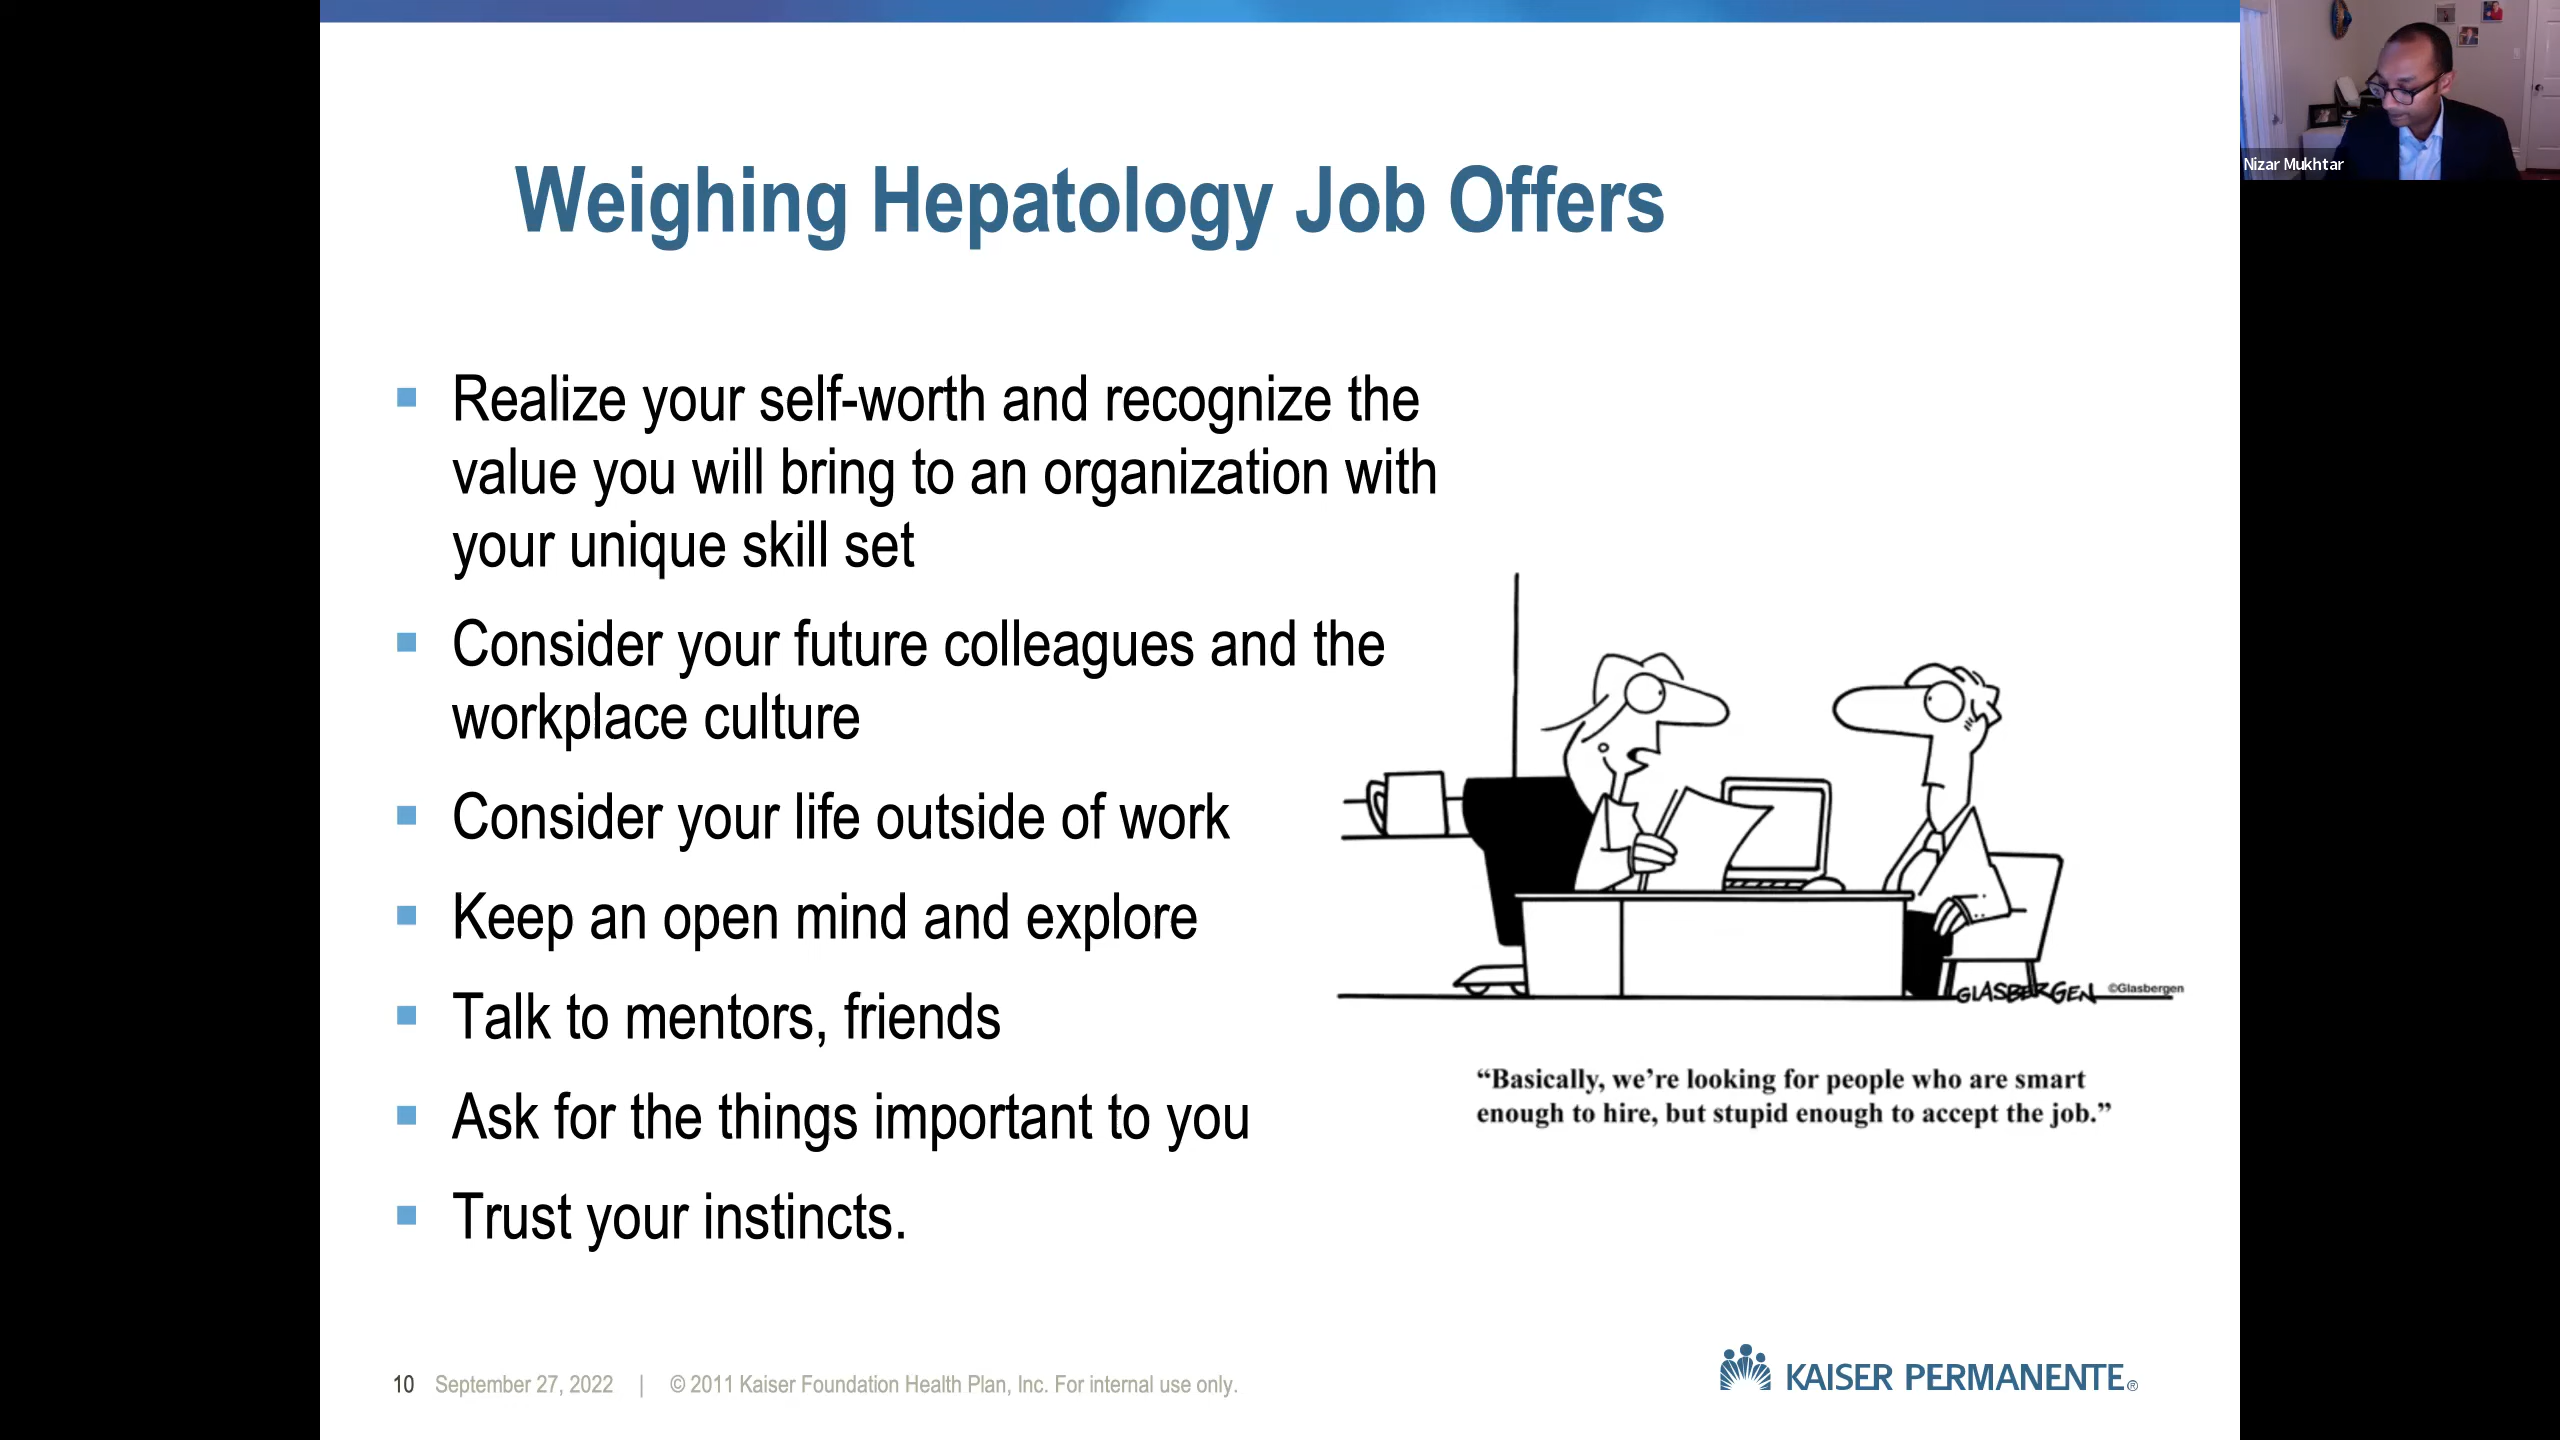 Nizar Mukhtar
Weighing Hepatology Job Offers
Realize your self-worth and recognize the
value you will bring to an organization with
your unique skill set
Consider your future colleagues and the
workplace culture
Consider your life outside of work
Keep an open mind and explore
Talk to mentors, friends
Ask for the things important to you
Trust your instincts.
GLASBERGEN ©Glasbergen
“Basically, we’re looking for people who are smart
enough to hire, but stupid enough to accept the job.”
10 September 27, 2022 | © 2011 Kaiser Foundation Health Plan, Inc. For internal use only.
KAISER PERMANENTE®